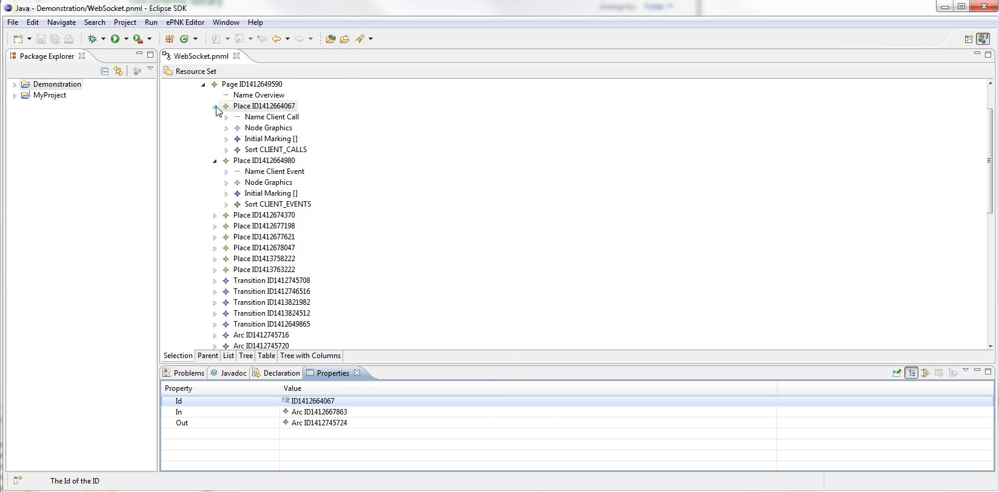 Java - Demonstration/WebSocket.pnml - Eclipse SDK
File Edit Navigate Search Project Run ePNK Editor Window Help
Package Explorer
Demonstration
MyProject
WebSocket.pnml
Resource Set
Page ID1412649590
Name Overview
Place ID1412664067
Name Client Call
Node Graphics
Initial Marking []
Sort CLIENT_CALLS
Place ID1412664980
Name Client Event
Node Graphics
Initial Marking []
Sort CLIENT_EVENTS
Place ID1412674370
Place ID1412677198
Place ID1412677621
Place ID1412678047
Place ID1413758222
Place ID1413763222
Transition ID1412745708
Transition ID1412746516
Transition ID1413821982
Transition ID1413824512
Transition ID1412649865
Arc ID1412745716
Arc ID1412745720
Selection Parent List Tree Table Tree with Columns
Problems @ Javadoc Declaration Properties
Property Value
Id ID1412664067
In Arc ID1412667863
Out Arc ID1412745724
The Id of the ID